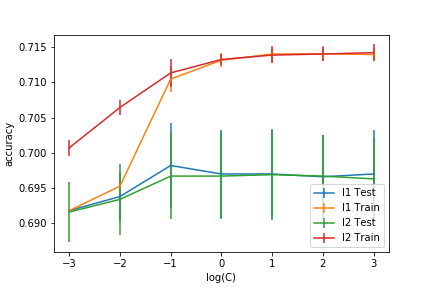 0.715
0.710
0.705
0.700
0.695
0.690
accuracy
−3 −2 −1 0 1 2 3
log(C)
l1 Test
l1 Train
l2 Test
l2 Train